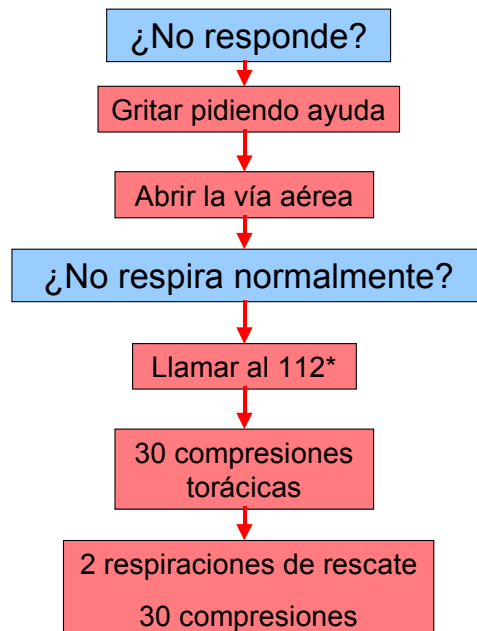 ¿No responde?
Gritar pidiendo ayuda
Abrir la vía aérea
¿No respira normalmente?
Llamar al 112*
30 compresiones
torácicas
2 respiraciones de rescate
30 compresiones